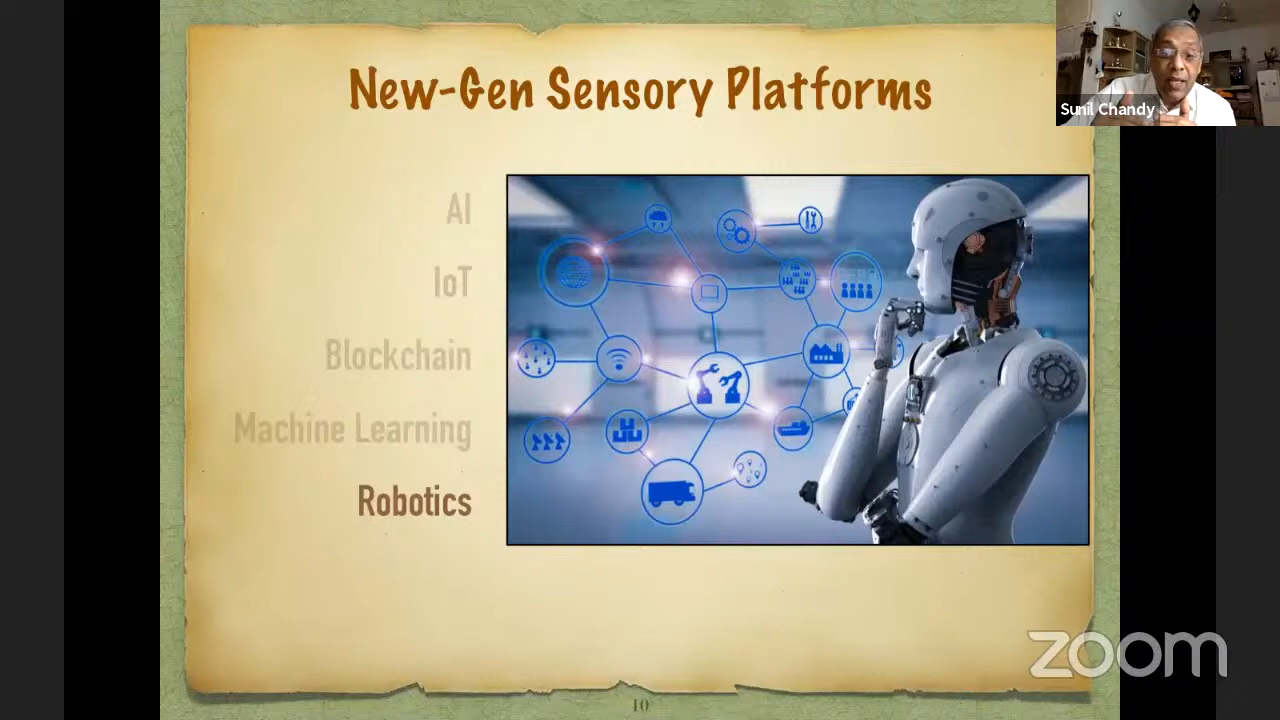 New-Gen Sensory Platforms
Sunil Chandy
AI
IoT
Blockchain
Machine Learning
Robotics
zoom
10